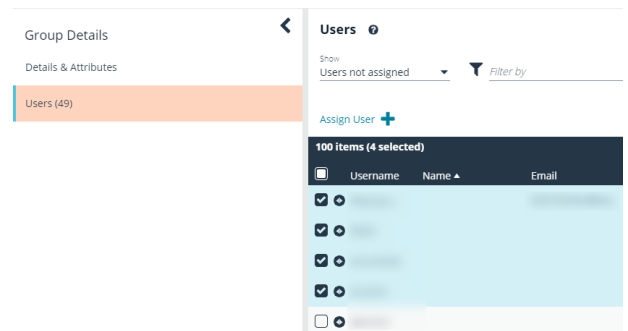 Group Details
Details & Attributes
Users (49)
Users
Show
Users not assigned
Filter by
Assign User
100 items (4 selected)
Username Name Email